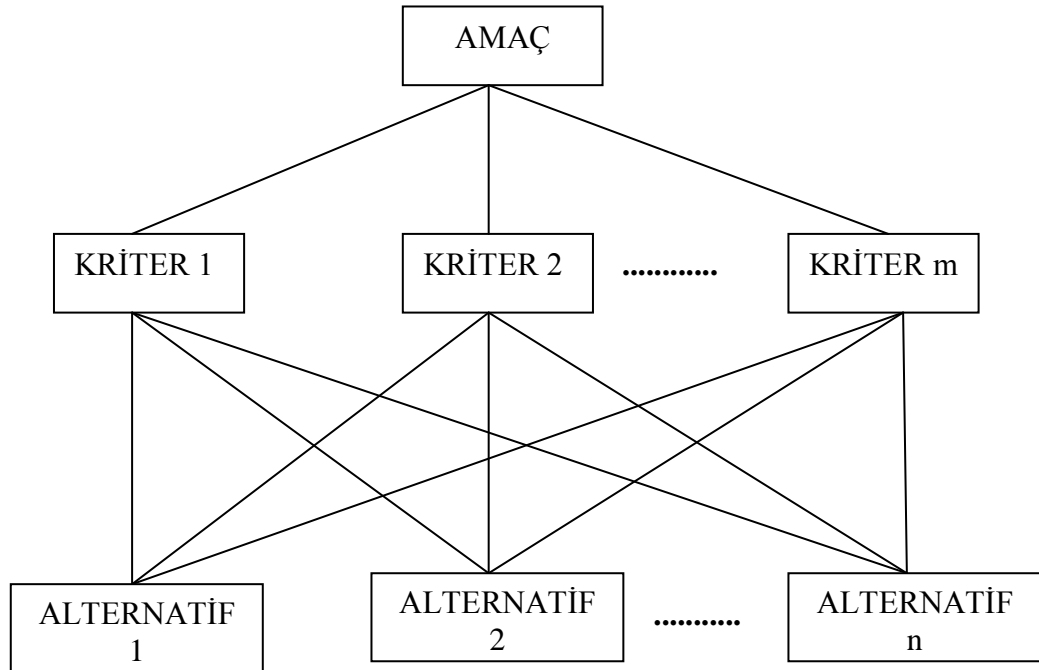 AMAÇ
KRİTER 1
KRİTER 2
............
KRİTER m
ALTERNATİF
1
ALTERNATİF
2
...........
ALTERNATİF
n